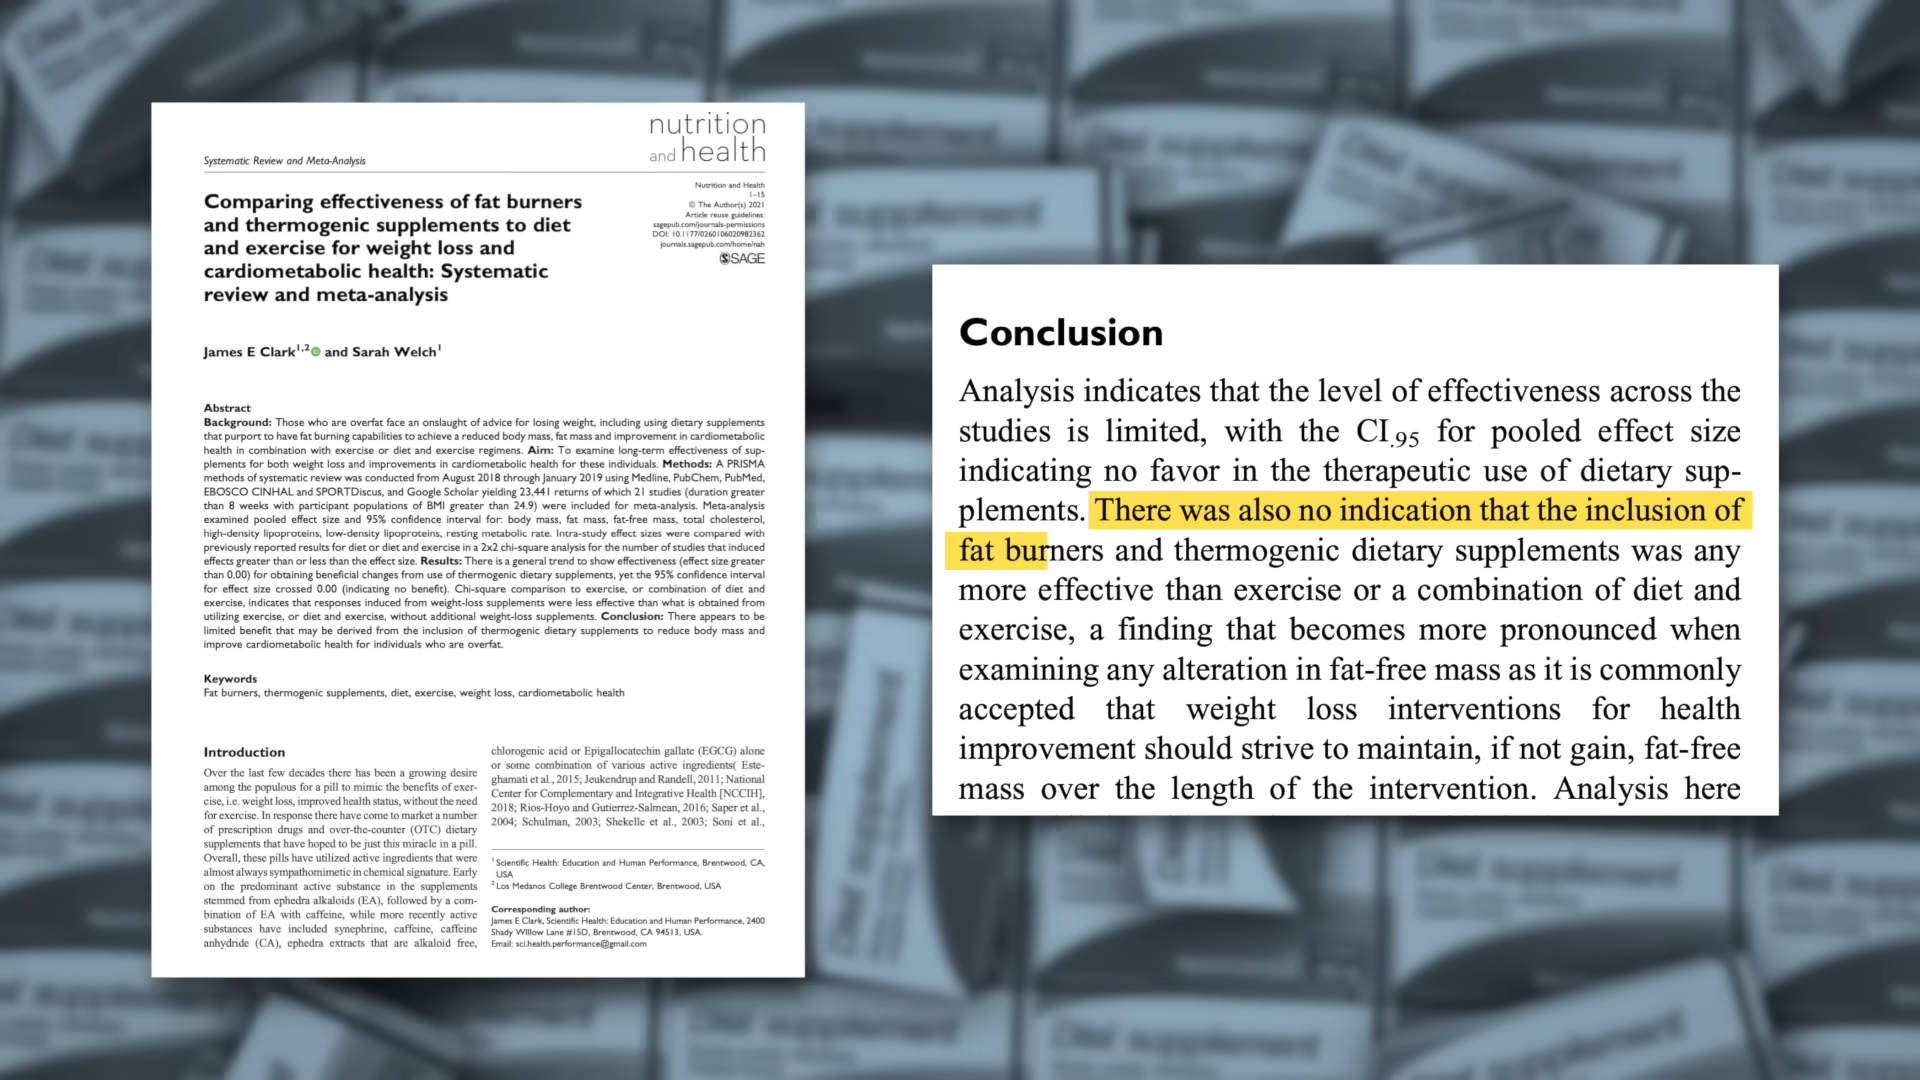 nutrition
and health
Systematic Review and Meta-Analysis
Nutrition and Health
1–15
© The Author(s) 2021
Article reuse guidelines:
sagepub.com/journals-permissions
DOI: 10.1177/0260106020982362
journals.sagepub.com/home/nah
SAGE
Comparing effectiveness of fat burners
and thermogenic supplements to diet
and exercise for weight loss and
cardiometabolic health: Systematic
review and meta-analysis
James E Clark1,2 and Sarah Welch1
Abstract
Background: Those who are overfat face an onslaught of advice for losing weight, including using dietary supplements
that purport to have fat burning capabilities to achieve a reduced body mass, fat mass and improvement in cardiometabolic
health in combination with exercise or diet and exercise regimens. Aim: To examine long-term effectiveness of sup-
plements for both weight loss and improvements in cardiometabolic health for these individuals. Methods: A PRISMA
methods of systematic review was conducted from August 2018 through January 2019 using Medline, PubChem, PubMed,
EBOSCO CINHAL and SPORTDiscus, and Google Scholar yielding 23,441 returns of which 21 studies (duration greater
than 8 weeks with participant populations of BMI greater than 24.9) were included for meta-analysis. Meta-analysis
examined pooled effect size and 95% confidence interval for: body mass, fat mass, fat-free mass, total cholesterol,
high-density lipoproteins, low-density lipoproteins, resting metabolic rate. Intra-study effect sizes were compared with
previously reported results for diet or diet and exercise in a 2x2 chi-square analysis for the number of studies that induced
effects greater than or less than the effect size. Results: There is a general trend to show effectiveness (effect size greater
than 0.00) for obtaining beneficial changes from use of thermogenic dietary supplements, yet the 95% confidence interval
for effect size crossed 0.00 (indicating no benefit). Chi-square comparison to exercise, or combination of diet and
exercise, indicates that responses induced from weight-loss supplements were less effective than what is obtained from
utilizing exercise, or diet and exercise, without additional weight-loss supplements. Conclusion: There appears to be
limited benefit that may be derived from the inclusion of thermogenic dietary supplements to reduce body mass and
improve cardiometabolic health for individuals who are overfat.
Keywords
Fat burners, thermogenic supplements, diet, exercise, weight loss, cardiometabolic health
Introduction
Over the last few decades there has been a growing desire
among the populous for a pill to mimic the benefits of exer-
cise, i.e. weight loss, improved health status, without the need
for exercise. In response there have come to market a number
of prescription drugs and over-the-counter (OTC) dietary
supplements that have hoped to be just this miracle in a pill.
Overall, these pills have utilized active ingredients that were
almost always sympathomimetic in chemical signature. Early
on the predominant active substance in the supplements
stemmed from ephedra alkaloids (EA), followed by a com-
bination of EA with caffeine, while more recently active
substances have included synephrine, caffeine, caffeine
anhydride (CA), ephedra extracts that are alkaloid free,
chlorogenic acid or Epigallocatechin gallate (EGCG) alone
or some combination of various active ingredients( Este-
ghamati et al., 2015; Jeukendrup and Randell, 2011; National
Center for Complementary and Integrative Health [NCCIH],
2018; Rios-Hoyo and Gutierrez-Salmean, 2016; Saper et al.,
2004; Schulman, 2003; Shekelle et al., 2003; Soni et al.,
1 Scientific Health: Education and Human Performance, Brentwood, CA,
USA
2 Los Medanos College Brentwood Center, Brentwood, USA
Corresponding author:
James E Clark, Scientific Health: Education and Human Performance, 2400
Shady WIllow Lane #15D, Brentwood, CA 94513, USA.
Email: sci.health.performance@gmail.com
Conclusion
Analysis indicates that the level of effectiveness across the
studies is limited, with the CI.95 for pooled effect size
indicating no favor in the therapeutic use of dietary sup-
plements. There was also no indication that the inclusion of
fat burners and thermogenic dietary supplements was any
more effective than exercise or a combination of diet and
exercise, a finding that becomes more pronounced when
examining any alteration in fat-free mass as it is commonly
accepted that weight loss interventions for health
improvement should strive to maintain, if not gain, fat-free
mass over the length of the intervention. Analysis here